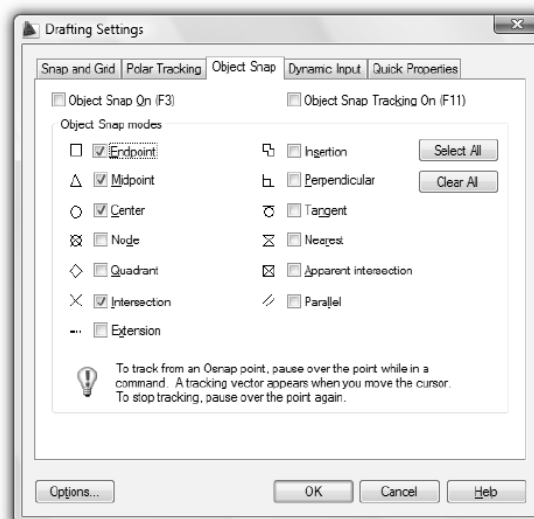 Drafting Settings
Snap and Grid Polar Tracking Object Snap Dynamic Input Quick Properties
Object Snap On (F3) Object Snap Tracking On (F11)
Object Snap modes
Endpoint Insertion Select All
Midpoint Perpendicular Clear All
Center Tangent
Node Nearest
Quadrant Apparent intersection
Intersection Parallel
Extension
To track from an Osnap point, pause over the point while in a
command. A tracking vector appears when you move the cursor.
To stop tracking, pause over the point again.
Options... OK Cancel Help